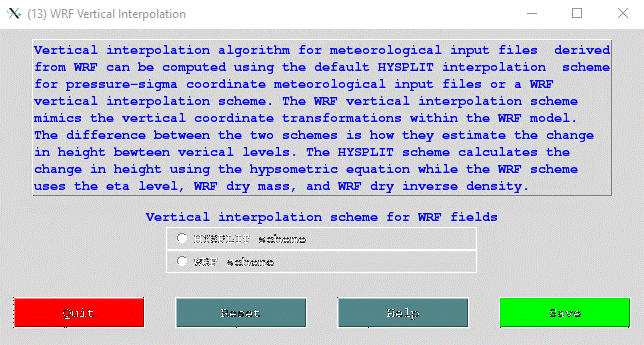 (13) WRF Vertical Interpolation
Vertical interpolation algorithm for meteorological input files derived
from WRF can be computed using the default HYSPLIT interpolation scheme
for pressure-sigma coordinate meteorological input files or a WRF
vertical interpolation scheme. The WRF vertical interpolation scheme
mimics the vertical coordinate transformations within the WRF model.
The difference between the two schemes is how they estimate the change
in height bewteen verical levels. The HYSPLIT scheme calculates the
change in height using the hypsometric equation while the WRF scheme
uses the eta level, WRF dry mass, and WRF dry inverse density.
Vertical interpolation scheme for WRF fields
HYSPLIT scheme
WRF scheme
Quit Reset Help Save